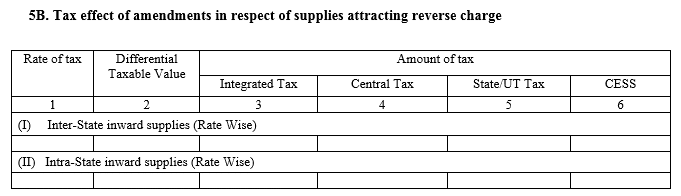 5B. Tax effect of amendments in respect of supplies attracting reverse charge
Rate of tax Differential Taxable Value Amount of tax
Integrated Tax Central Tax State/UT Tax CESS
1 2 3 4 5 6
(I) Inter-State inward supplies (Rate Wise)
(II) Intra-State inward supplies (Rate Wise)